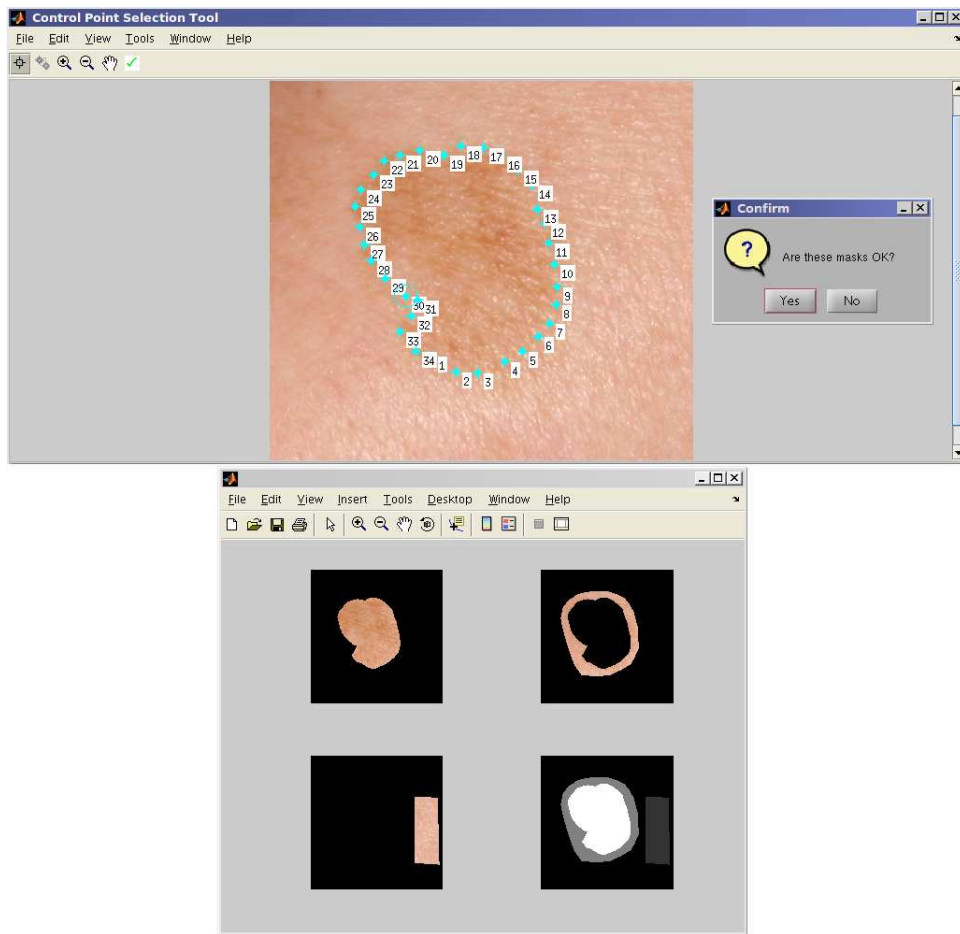 Control Point Selection Tool
File Edit View Tools Window Help
18 17
22 21 20 19 16
23 15
24 14
25 13
26 12
27 11
28 10
29 9
30 31 8
32 7
33 6
34 1 5
2 3 4
Confirm
?
Are these masks OK?
Yes No
File Edit View Insert Tools Desktop Window Help